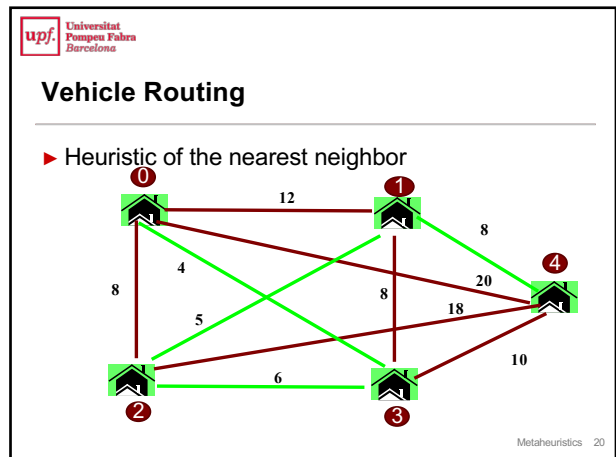 upf.
Universitat
Pompeu Fabra
Barcelona
Vehicle Routing
► Heuristic of the nearest neighbor
0
1
12
8
4
4
20
8
8
5
18
10
6
2
3
Metaheuristics 20